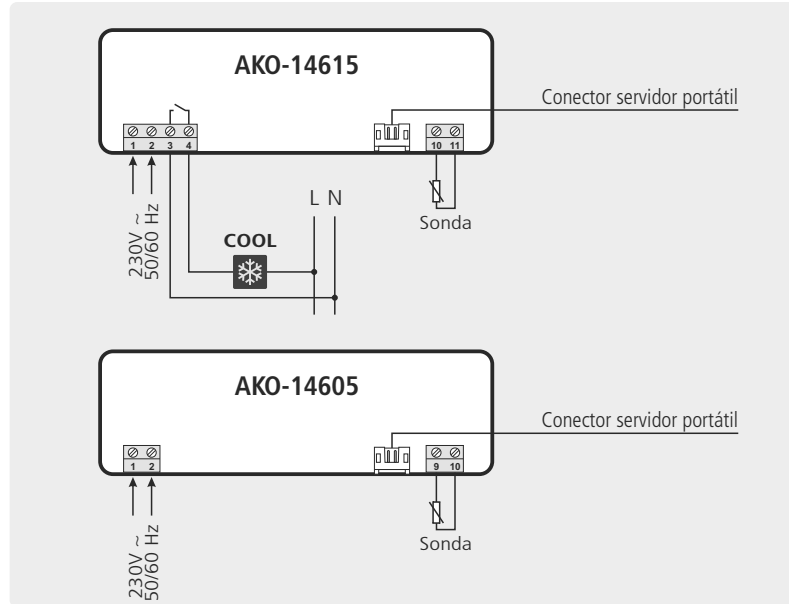 AKO-14615
Conector servidor portátil
1 2 3 4
10 11
230V ~
50/60 Hz
L N
COOL
Sonda
AKO-14605
Conector servidor portátil
1 2
9 10
230V ~
50/60 Hz
Sonda